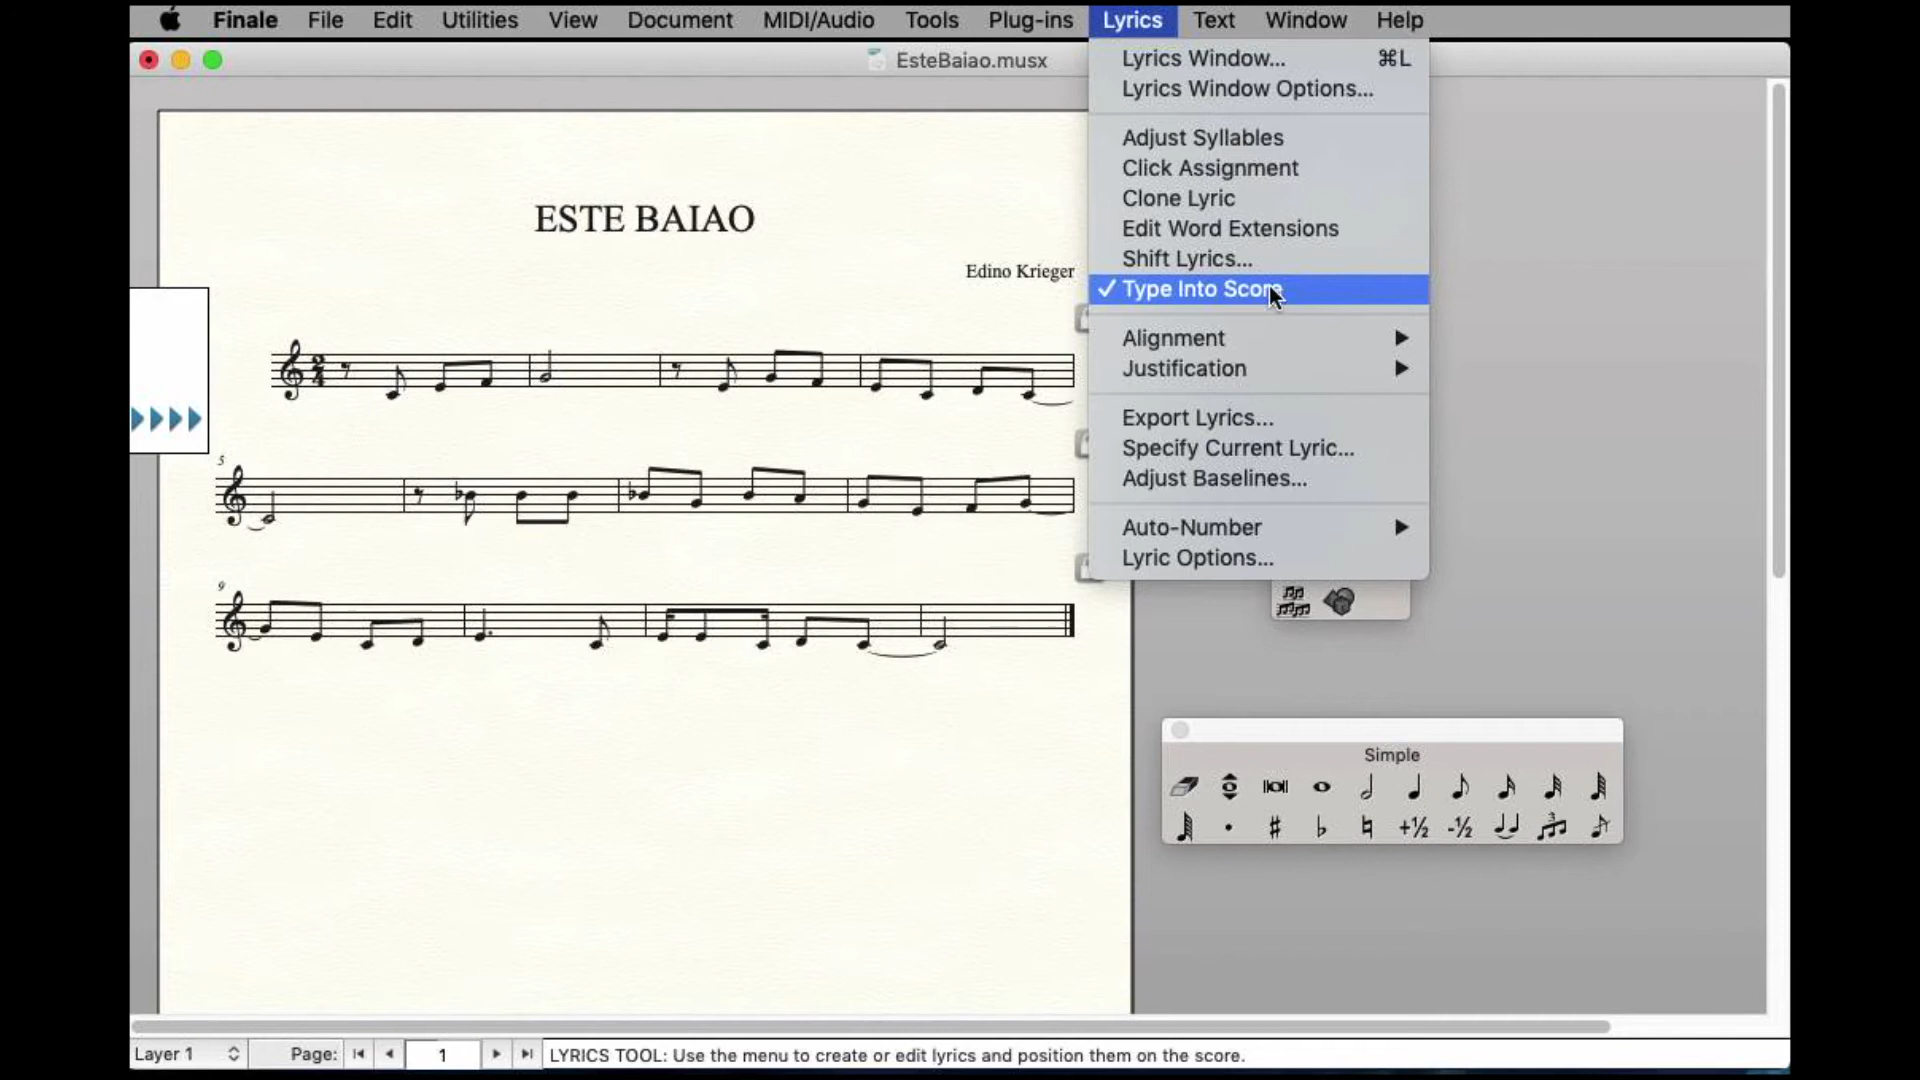 Finale File Edit Utilities View Document MIDI/Audio Tools Plug-ins Lyrics Text Window Help
EsteBaiao.musx
Lyrics Window... ⌘L
Lyrics Window Options...
Adjust Syllables
Click Assignment
Clone Lyric
Edit Word Extensions
Shift Lyrics...
✓ Type Into Score
Alignment
Justification
Export Lyrics...
Specify Current Lyric...
Adjust Baselines...
Auto-Number
Lyric Options...
ESTE BAIAO
Edino Krieger
2
4
5
9
Simple
+½ -½ 3
Layer 1 Page: 1 LYRICS TOOL: Use the menu to create or edit lyrics and position them on the score.